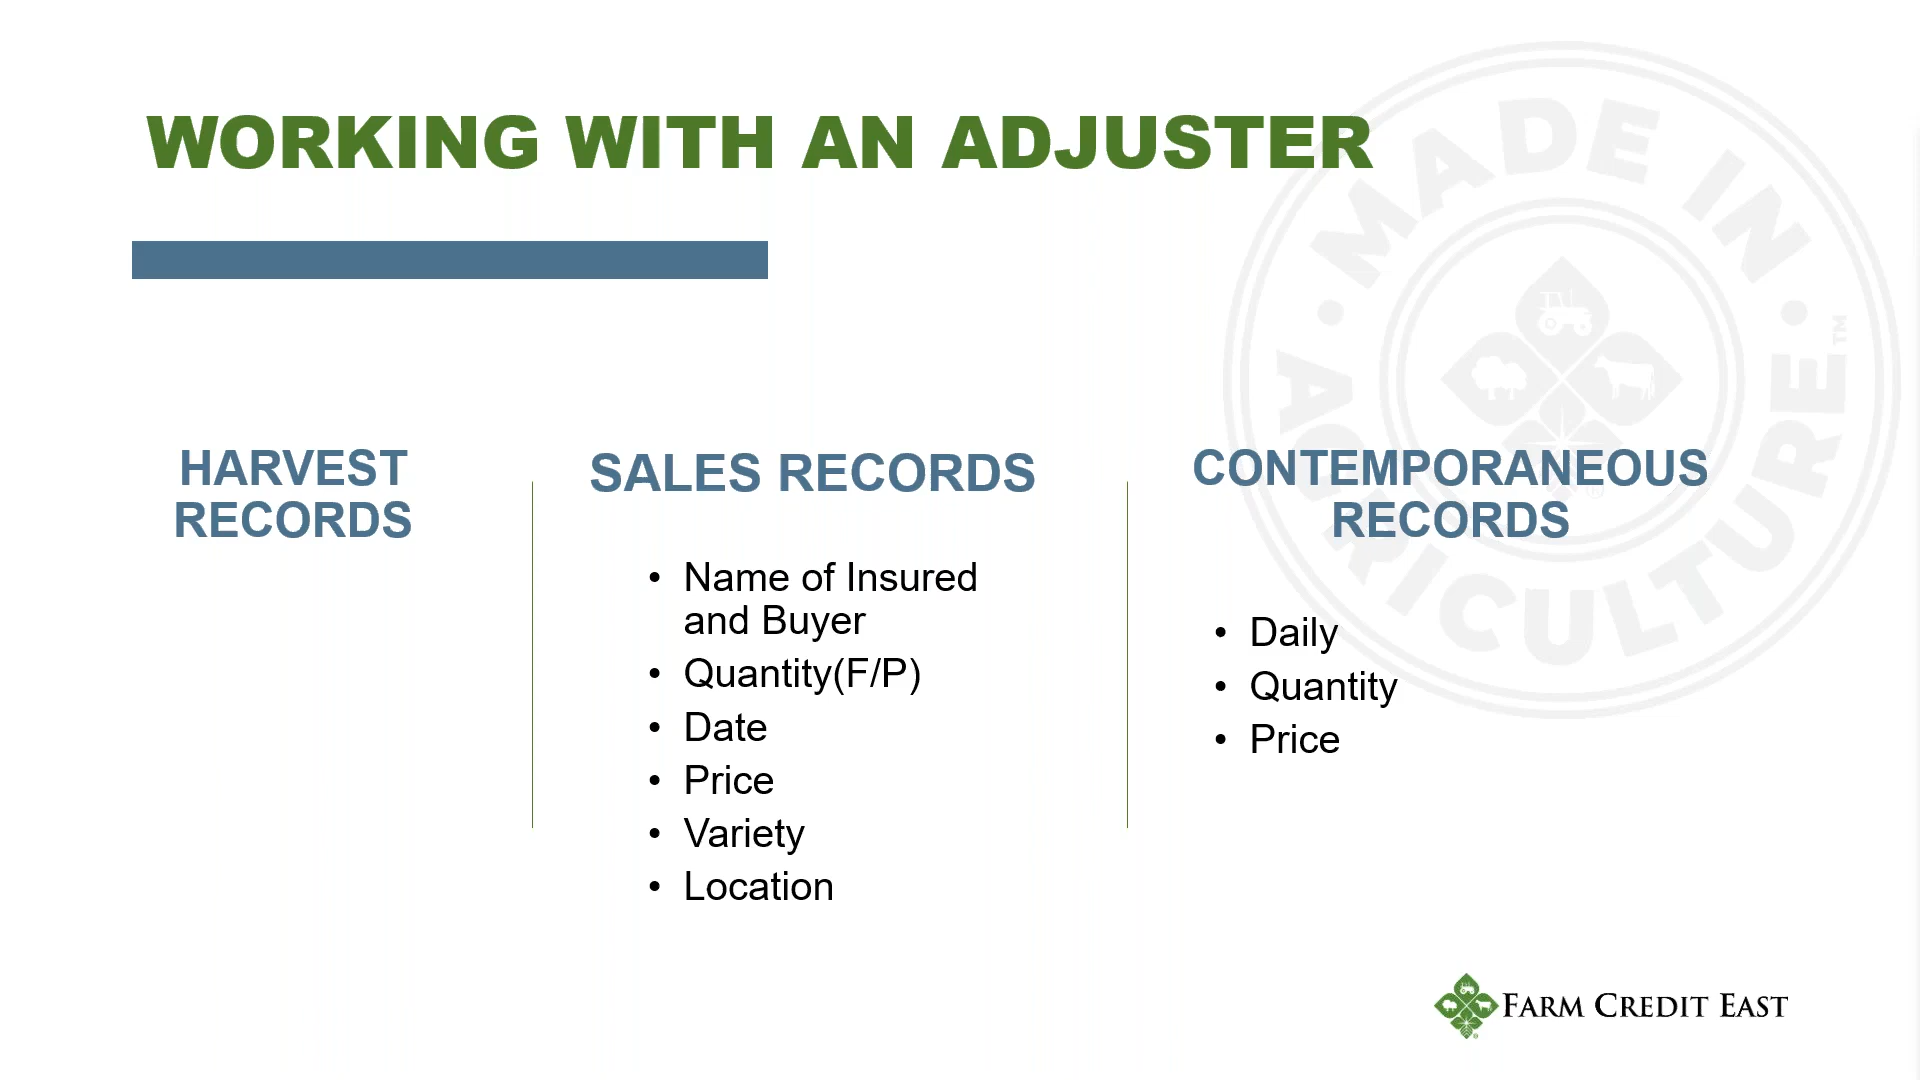 WORKING WITH AN ADJUSTER
MADE IN
AGRICULTURE™
HARVEST
RECORDS
SALES RECORDS
• Name of Insured
and Buyer
• Quantity(F/P)
• Date
• Price
• Variety
• Location
CONTEMPORANEOUS
RECORDS
• Daily
• Quantity
• Price
FARM CREDIT EAST